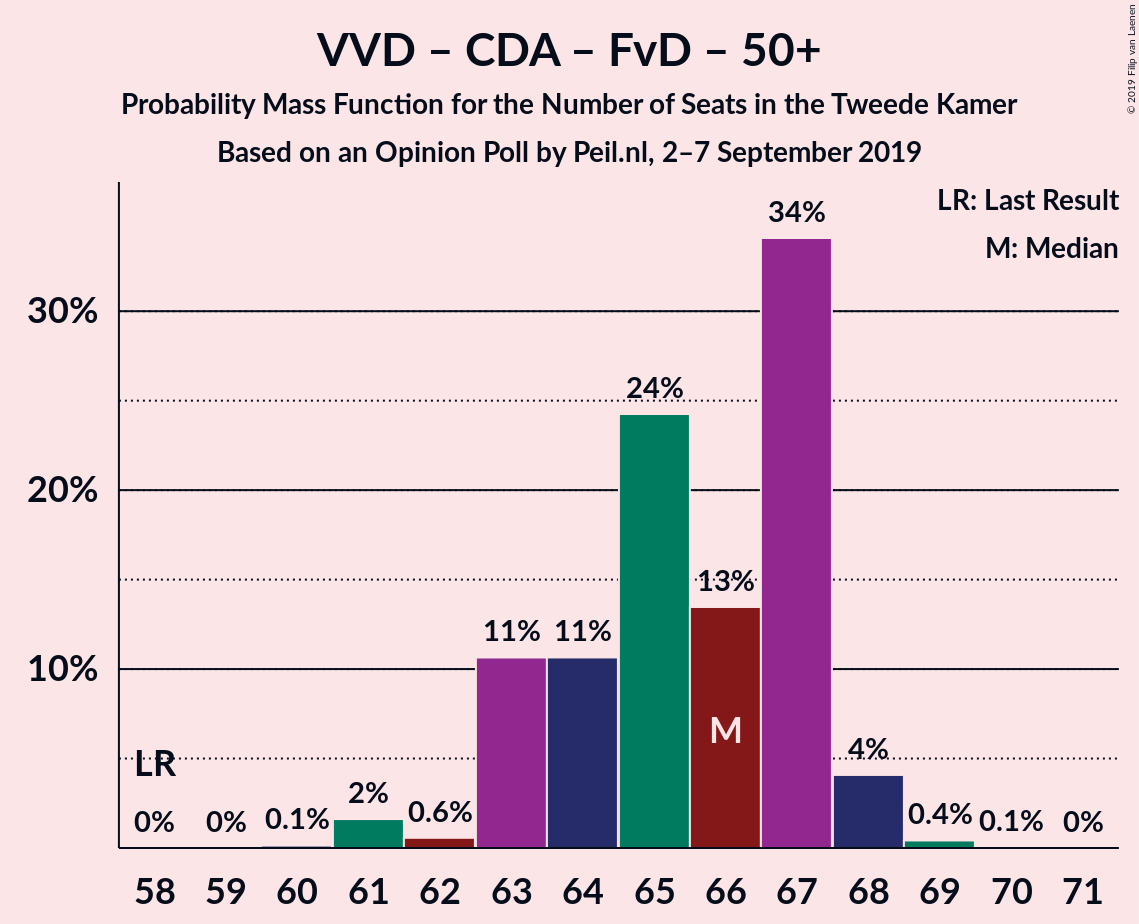 VVD – CDA – FvD – 50+
Probability Mass Function for the Number of Seats in the Tweede Kamer
Based on an Opinion Poll by Peil.nl, 2–7 September 2019
© 2019 Filip van Laenen
LR: Last Result
M: Median
34%
30%
24%
20%
13%
11% 11%
10%
M
LR
4%
2%
0% 0% 0.1% 0.6% 0.4% 0.1% 0%
58 59 60 61 62 63 64 65 66 67 68 69 70 71